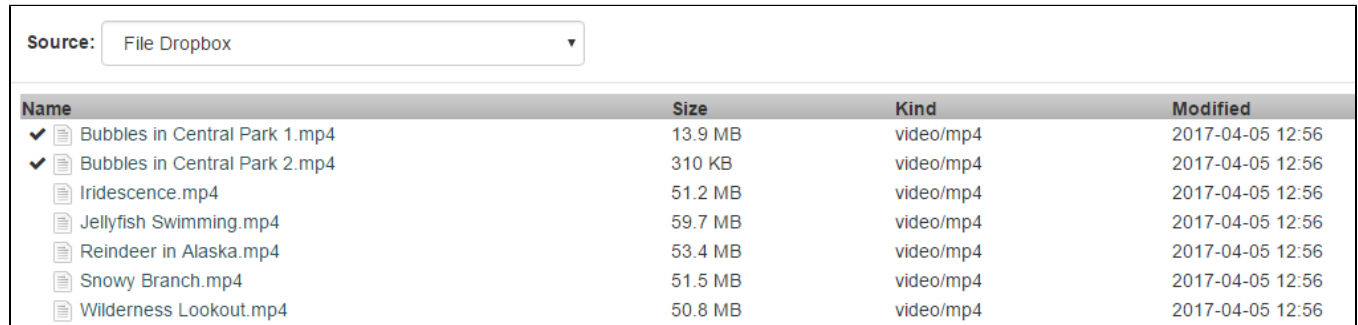 Source: File Dropbox
Name Size Kind Modified
Bubbles in Central Park 1.mp4 13.9 MB video/mp4 2017-04-05 12:56
Bubbles in Central Park 2.mp4 310 KB video/mp4 2017-04-05 12:56
Iridescence.mp4 51.2 MB video/mp4 2017-04-05 12:56
Jellyfish Swimming.mp4 59.7 MB video/mp4 2017-04-05 12:56
Reindeer in Alaska.mp4 53.4 MB video/mp4 2017-04-05 12:56
Snowy Branch.mp4 51.5 MB video/mp4 2017-04-05 12:56
Wilderness Lookout.mp4 50.8 MB video/mp4 2017-04-05 12:56